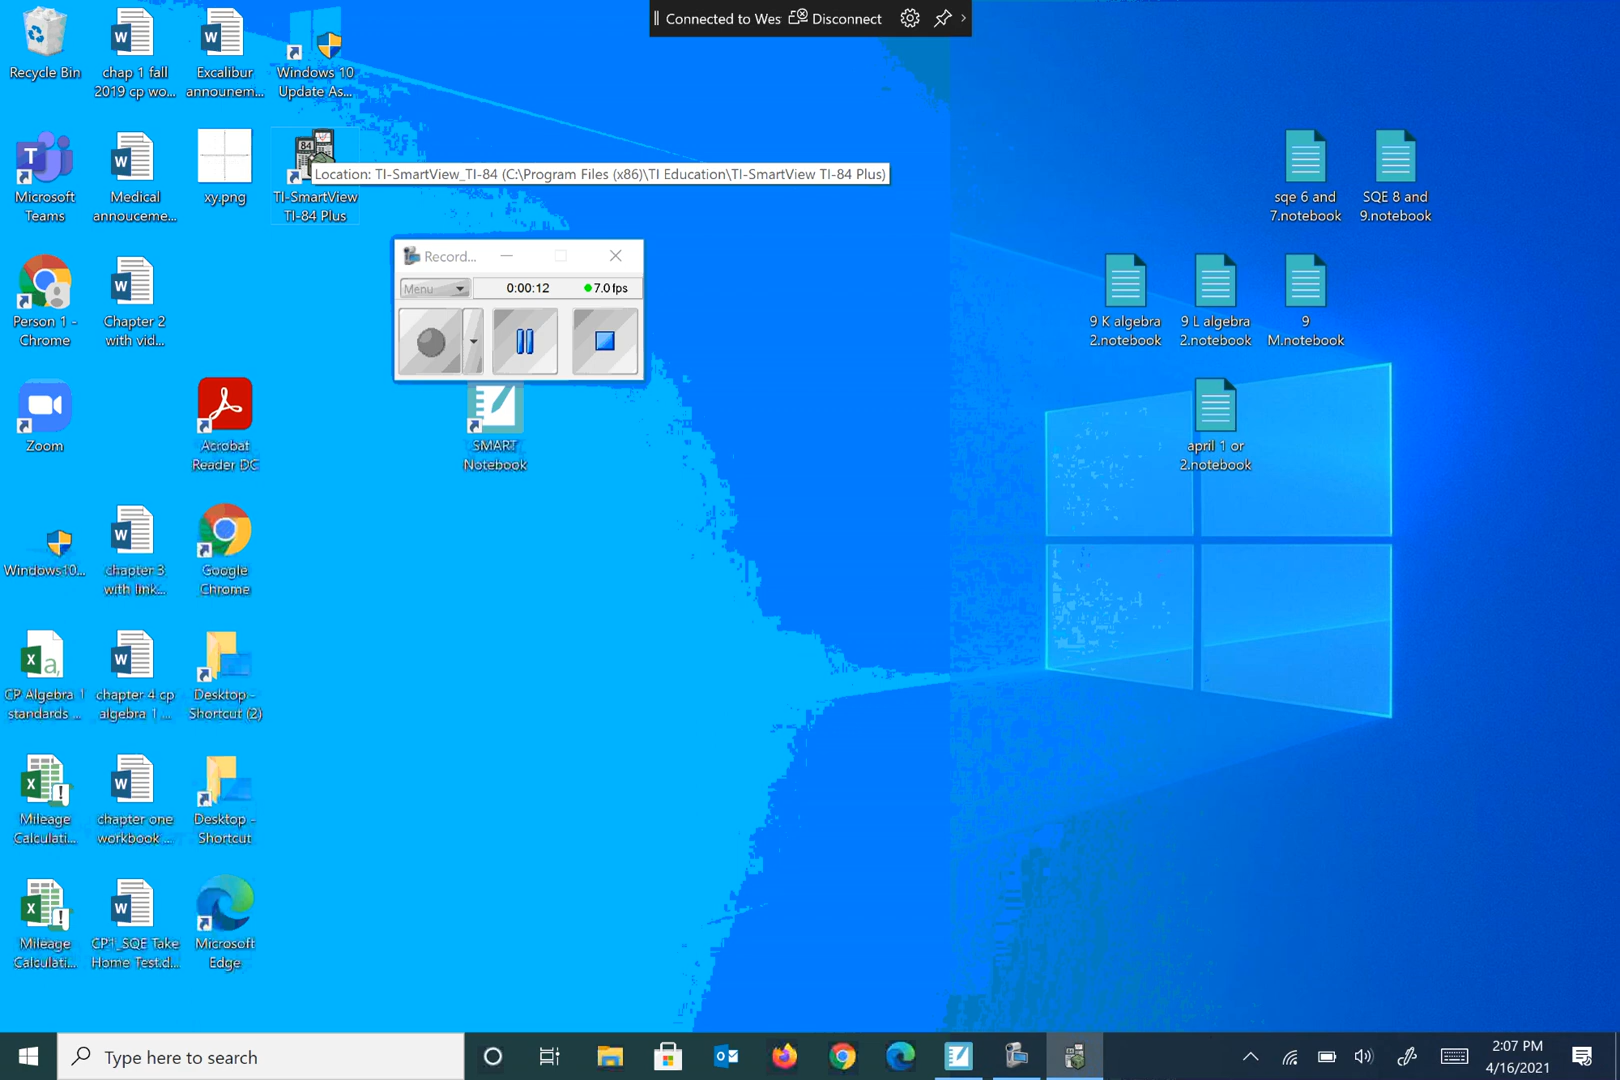 Connected to Wes Disconnect
Recycle Bin
chap 1 fall
2019 cp wo...
Excalibur
announem...
Windows 10
Update As...
Location: TI-SmartView_TI-84 (C:\Program Files (x86)\TI Education\TI-SmartView TI-84 Plus)
Microsoft
Teams
Medical
annouceme...
xy.png
TI-SmartView
TI-84 Plus
sqe 6 and
7.notebook
SQE 8 and
9.notebook
Record...
Menu
0:00:12
7.0 fps
Person 1 -
Chrome
Chapter 2
with vid...
9 K algebra
2.notebook
9 L algebra
2.notebook
9
M.notebook
Zoom
Acrobat
Reader DC
SMART
Notebook
april 1 or
2.notebook
Windows10...
chapter 3
with link...
Google
Chrome
CP Algebra 1
standards ...
chapter 4 cp
algebra 1 ...
Desktop -
Shortcut (2)
Mileage
Calculati...
chapter one
workbook ...
Desktop -
Shortcut
Mileage
Calculati...
CP1_SQE Take
Home Test.d...
Microsoft
Edge
Type here to search
2:07 PM
4/16/2021